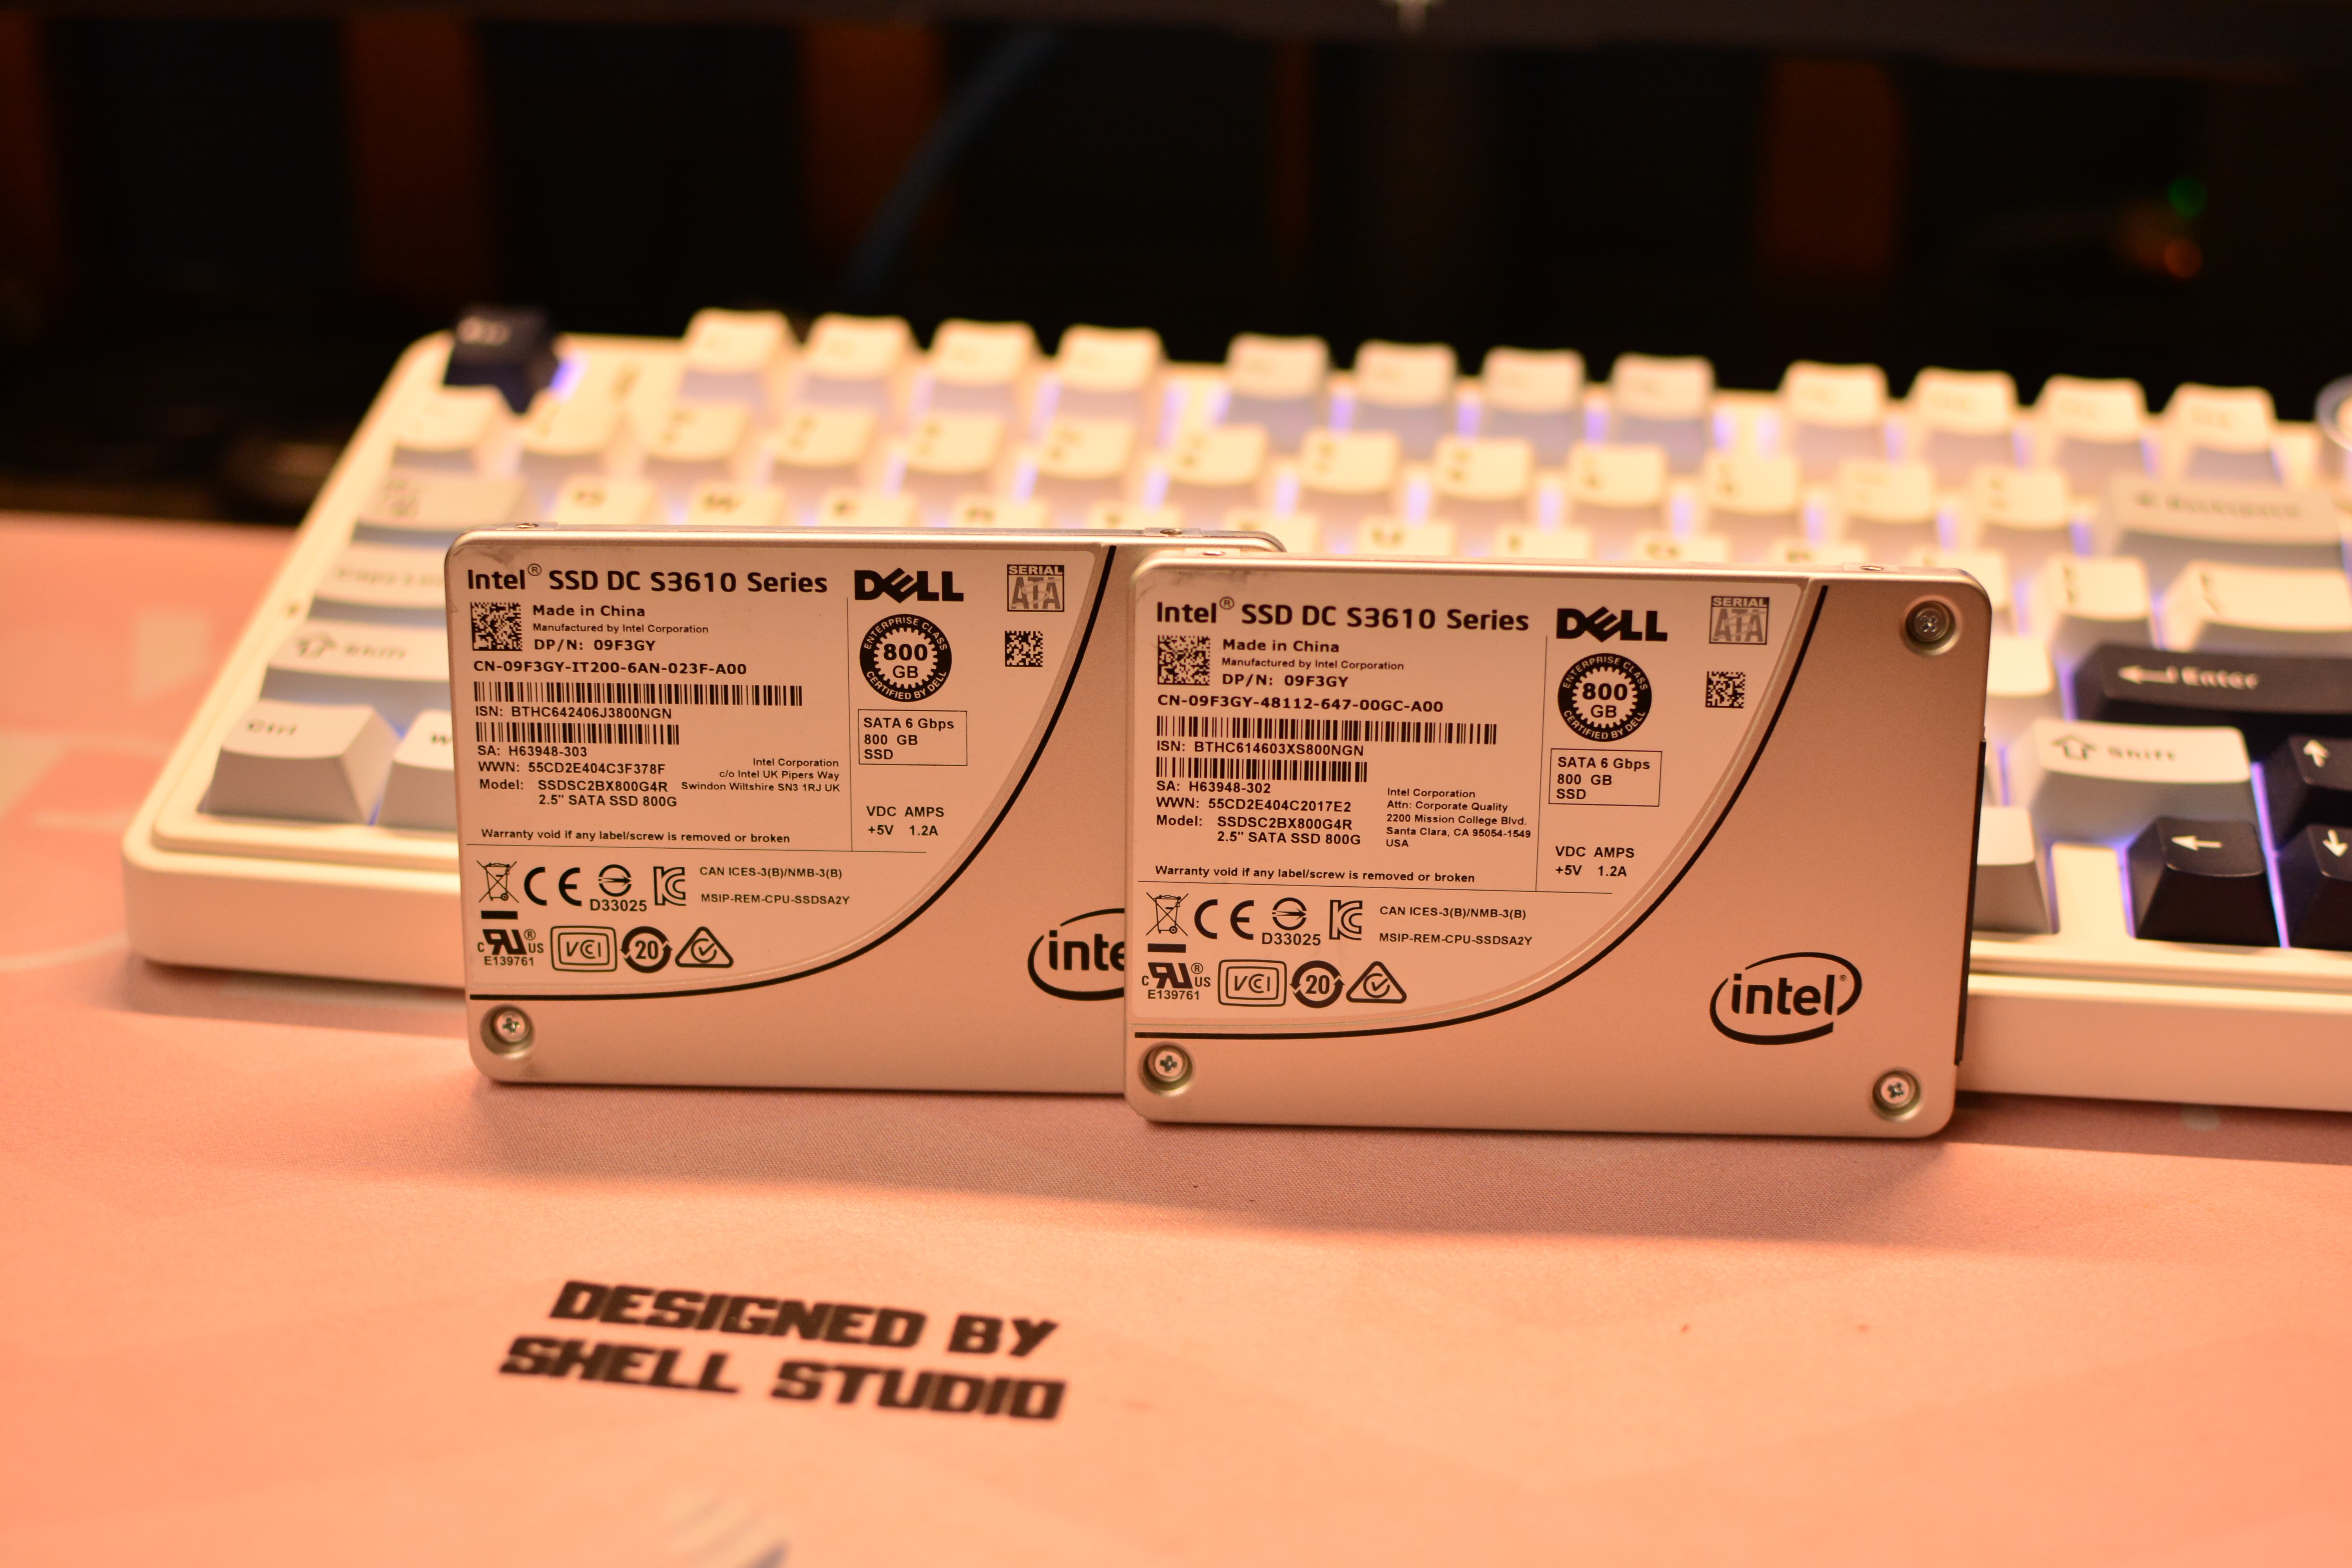 Intel® SSD DC S3610 Series
DELL
SERIAL
ATA
Made in China
Manufactured by Intel Corporation
DP/N: 09F3GY
CN-09F3GY-IT200-6AN-023F-A00
ENTERPRISE CLASS
800
GB
CERTIFIED BY DELL
ISN: BTHC642406J3800NGN
SATA 6 Gbps
800 GB
SSD
SA: H63948-303
WWN: 55CD2E404C3F378F
Model: SSDSC2BX800G4R
2.5" SATA SSD 800G
Intel Corporation
c/o Intel UK Pipers Way
Swindon Wiltshire SN3 1RJ UK
VDC AMPS
+5V 1.2A
Warranty void if any label/screw is removed or broken
CE
D33025
CAN ICES-3(B)/NMB-3(B)
MSIP-REM-CPU-SSDSA2Y
C RU® US
E139761
VCI
20
inte
Intel® SSD DC S3610 Series
DELL
SERIAL
ATA
Made in China
Manufactured by Intel Corporation
DP/N: 09F3GY
CN-09F3GY-48112-647-00GC-A00
ENTERPRISE CLASS
800
GB
CERTIFIED BY DELL
ISN: BTHC614603XS800NGN
SATA 6 Gbps
800 GB
SSD
SA: H63948-302
WWN: 55CD2E404C2017E2
Model: SSDSC2BX800G4R
2.5" SATA SSD 800G
Intel Corporation
Attn: Corporate Quality
2200 Mission College Blvd.
Santa Clara, CA 95054-1549
USA
VDC AMPS
+5V 1.2A
Warranty void if any label/screw is removed or broken
CE
D33025
CAN ICES-3(B)/NMB-3(B)
MSIP-REM-CPU-SSDSA2Y
C RU® US
E139761
VCI
20
intel®
Backspace
Enter
Shift
Shift
Ctrl
DESIGNED BY
SHELL STUDIO